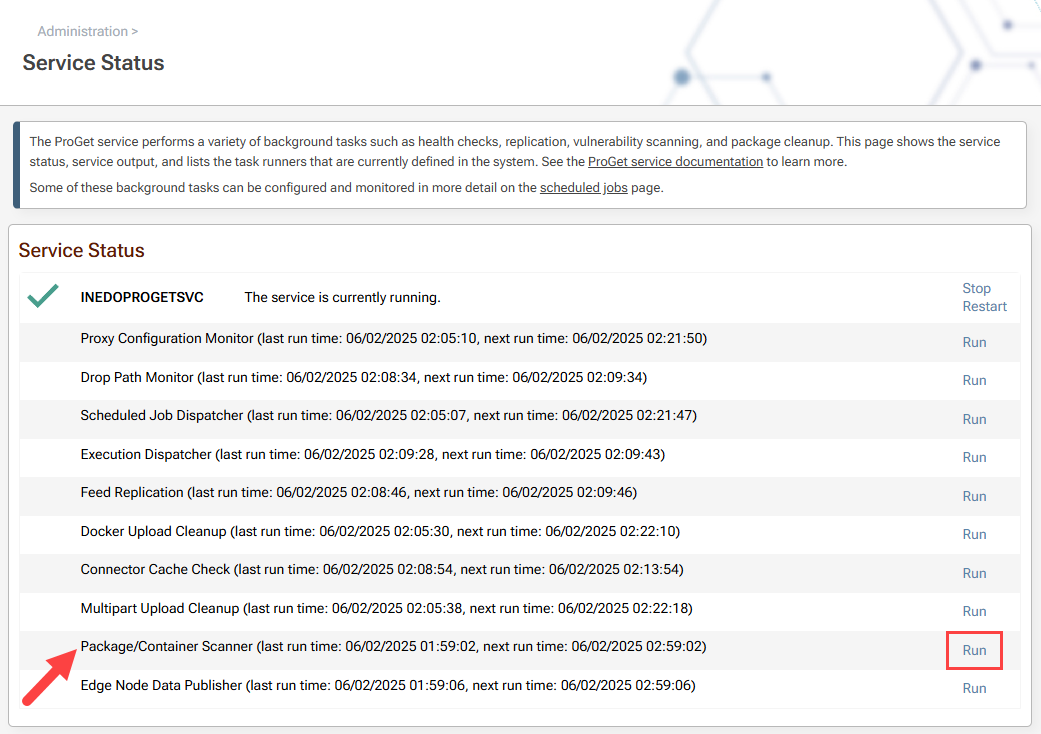 Administration >
Service Status
The ProGet service performs a variety of background tasks such as health checks, replication, vulnerability scanning, and package cleanup. This page shows the service
status, service output, and lists the task runners that are currently defined in the system. See the ProGet service documentation to learn more.
Some of these background tasks can be configured and monitored in more detail on the scheduled jobs page.
Service Status
INEDOPROGETSVC The service is currently running. Stop
Restart
Proxy Configuration Monitor (last run time: 06/02/2025 02:05:10, next run time: 06/02/2025 02:21:50) Run
Drop Path Monitor (last run time: 06/02/2025 02:08:34, next run time: 06/02/2025 02:09:34) Run
Scheduled Job Dispatcher (last run time: 06/02/2025 02:05:07, next run time: 06/02/2025 02:21:47) Run
Execution Dispatcher (last run time: 06/02/2025 02:09:28, next run time: 06/02/2025 02:09:43) Run
Feed Replication (last run time: 06/02/2025 02:08:46, next run time: 06/02/2025 02:09:46) Run
Docker Upload Cleanup (last run time: 06/02/2025 02:05:30, next run time: 06/02/2025 02:22:10) Run
Connector Cache Check (last run time: 06/02/2025 02:08:54, next run time: 06/02/2025 02:13:54) Run
Multipart Upload Cleanup (last run time: 06/02/2025 02:05:38, next run time: 06/02/2025 02:22:18) Run
Package/Container Scanner (last run time: 06/02/2025 01:59:02, next run time: 06/02/2025 02:59:02) Run
Edge Node Data Publisher (last run time: 06/02/2025 01:59:06, next run time: 06/02/2025 02:59:06) Run